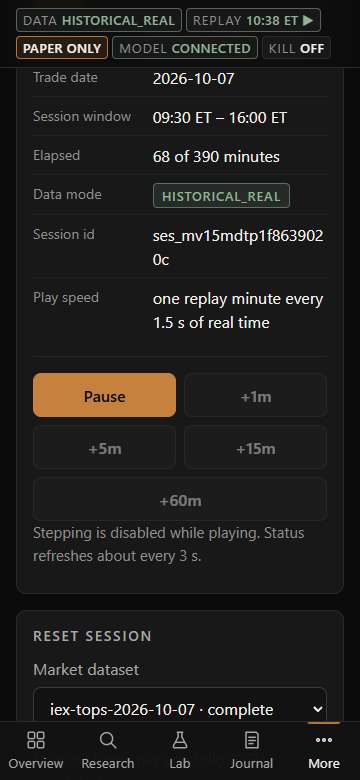 DATA HISTORICAL_REAL REPLAY 10:38 ET ▶
PAPER ONLY MODEL CONNECTED KILL OFF
Trade date 2026-10-07
Session window 09:30 ET – 16:00 ET
Elapsed 68 of 390 minutes
Data mode HISTORICAL_REAL
Session id ses_mv15mdtp1f863902
0c
Play speed one replay minute every
1.5 s of real time
Pause +1m
+5m +15m
+60m
Stepping is disabled while playing. Status
refreshes about every 3 s.
RESET SESSION
Market dataset
iex-tops-2026-10-07 · complete
Overview Research Lab Journal More